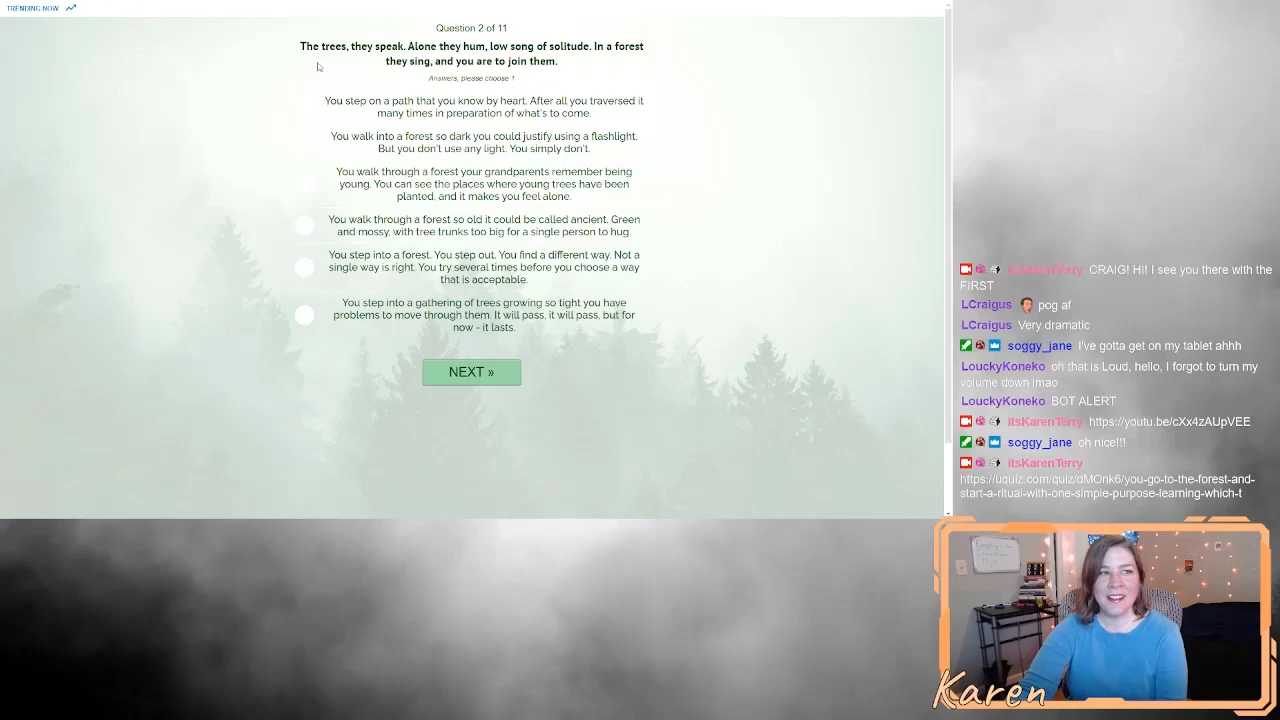 TRENDING NOW
Question 2 of 11
The trees, they speak. Alone they hum, low song of solitude. In a forest
they sing, and you are to join them.
Answers, please choose 1
You step on a path that you know by heart. After all you traversed it
many times in preparation of what's to come.
You walk into a forest so dark you could justify using a flashlight.
But you don't use any light. You simply don't.
You walk through a forest your grandparents remember being
young. You can see the places where young trees have been
planted, and it makes you feel alone.
You walk through a forest so old it could be called ancient. Green
and mossy, with tree trunks too big for a single person to hug.
You step into a forest. You step out. You find a different way. Not a
single way is right. You try several times before you choose a way
that is acceptable.
You step into a gathering of trees growing so tight you have
problems to move through them. It will pass, it will pass, but for
now - it lasts.
NEXT »
itsKarenTerry CRAIG! Hi! I see you there with the
FIRST
LCraigus pog af
LCraigus Very dramatic
soggy_jane I've gotta get on my tablet ahhh
LouckyKoneko oh that is Loud, hello, I forgot to turn my
volume down lmao
LouckyKoneko BOT ALERT
itsKarenTerry https://youtu.be/cXx4zAUpVEE
soggy_jane oh nice!!!
itsKarenTerry
https://uquiz.com/quiz/dMOnk6/you-go-to-the-forest-and-
start-a-ritual-with-one-simple-purpose-learning-which-t
Karen